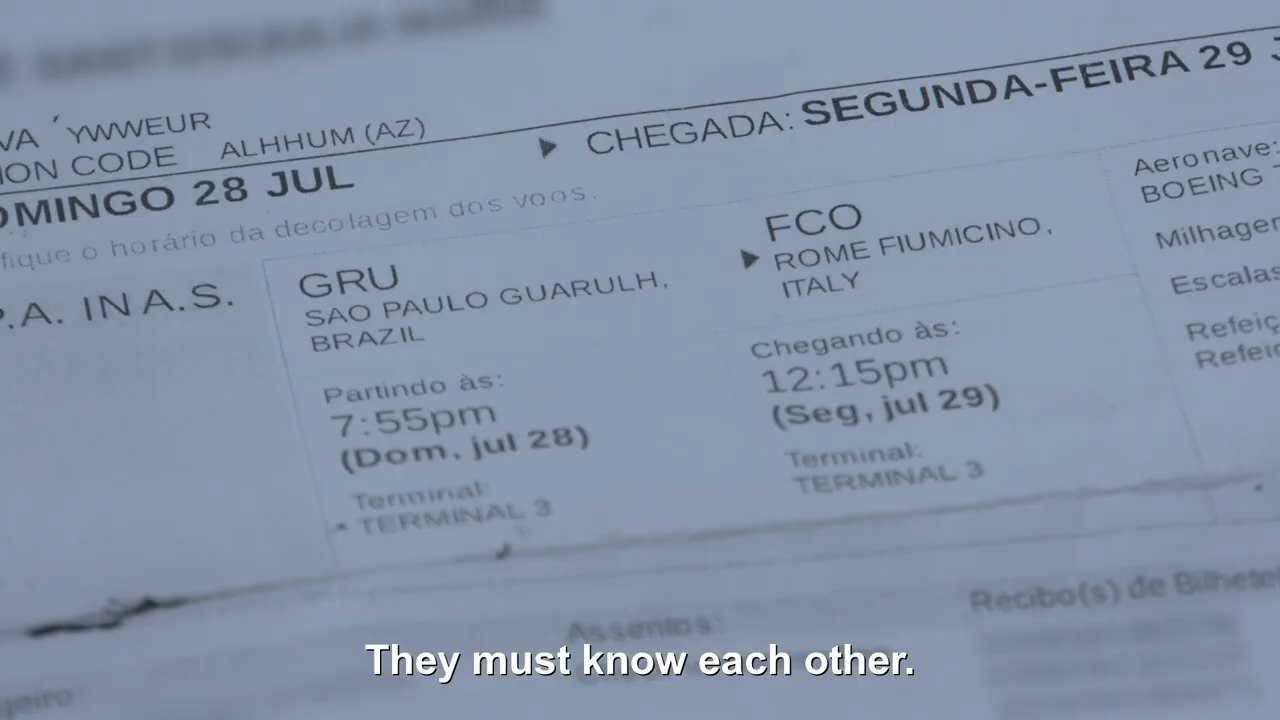 VA ´YWWEUR
ION CODE ALHHUM (AZ)
OMINGO 28 JUL
▶ CHEGADA: SEGUNDA-FEIRA 29
fique o horário da decolagem dos voos.
P.A. IN A.S.
GRU
SAO PAULO GUARULH,
BRAZIL
Partindo às:
7:55pm
(Dom, jul 28)
Terminal:
TERMINAL 3
▶ FCO
ROME FIUMICINO,
ITALY
Chegando às:
12:15pm
(Seg, jul 29)
Terminal:
TERMINAL 3
Aeronave:
BOEING
Milhagem
Escalas
Refeiç
Refeiç
Assentos:
Recibo(s) de Bilhete
geiro:
They must know each other.